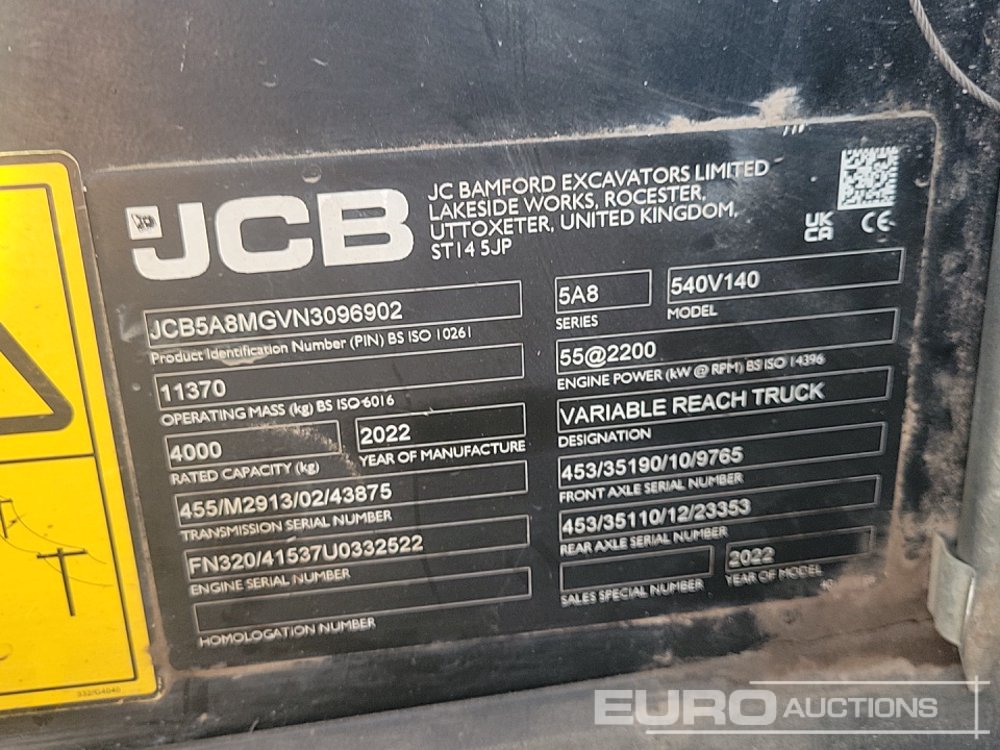 JCB
JC BAMFORD EXCAVATORS LIMITED
LAKESIDE WORKS, ROCESTER,
UTTOXETER, UNITED KINGDOM,
ST14 5JP
UK
CA
CE
JCB5A8MGVN3096902
Product Identification Number (PIN) BS ISO 10261
5A8
SERIES
540V140
MODEL
11370
OPERATING MASS (kg) BS ISO 6016
55@2200
ENGINE POWER (kW @ RPM) BS ISO 14396
4000
RATED CAPACITY (kg)
2022
YEAR OF MANUFACTURE
VARIABLE REACH TRUCK
DESIGNATION
455/M2913/02/43875
TRANSMISSION SERIAL NUMBER
453/35190/10/9765
FRONT AXLE SERIAL NUMBER
FN320/41537U0332522
ENGINE SERIAL NUMBER
453/35110/12/23353
REAR AXLE SERIAL NUMBER
HOMOLOGATION NUMBER
SALES SPECIAL NUMBER
2022
YEAR OF MODEL
332/G4040
EURO AUCTIONS